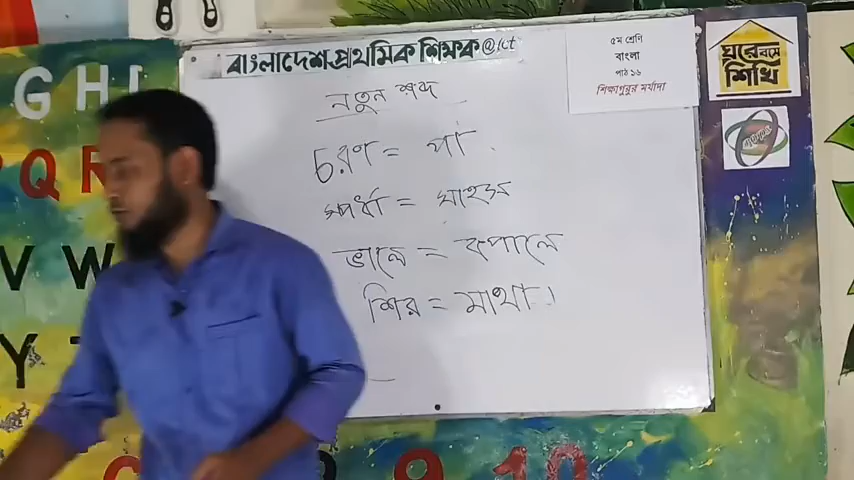 বাংলাদেশ প্রাথমিক শিক্ষক @ict
৫ম শ্রেণি
বাংলা
পাঠ ১৬
শিক্ষাগুরুর মর্যাদা
ঘরে বসে
শিখি
নতুন শব্দ
চরণ = পা
স্পর্ধা = সাহস
ভালে = কপালে
শির = মাথা।
G H I
Q R
V W
Y